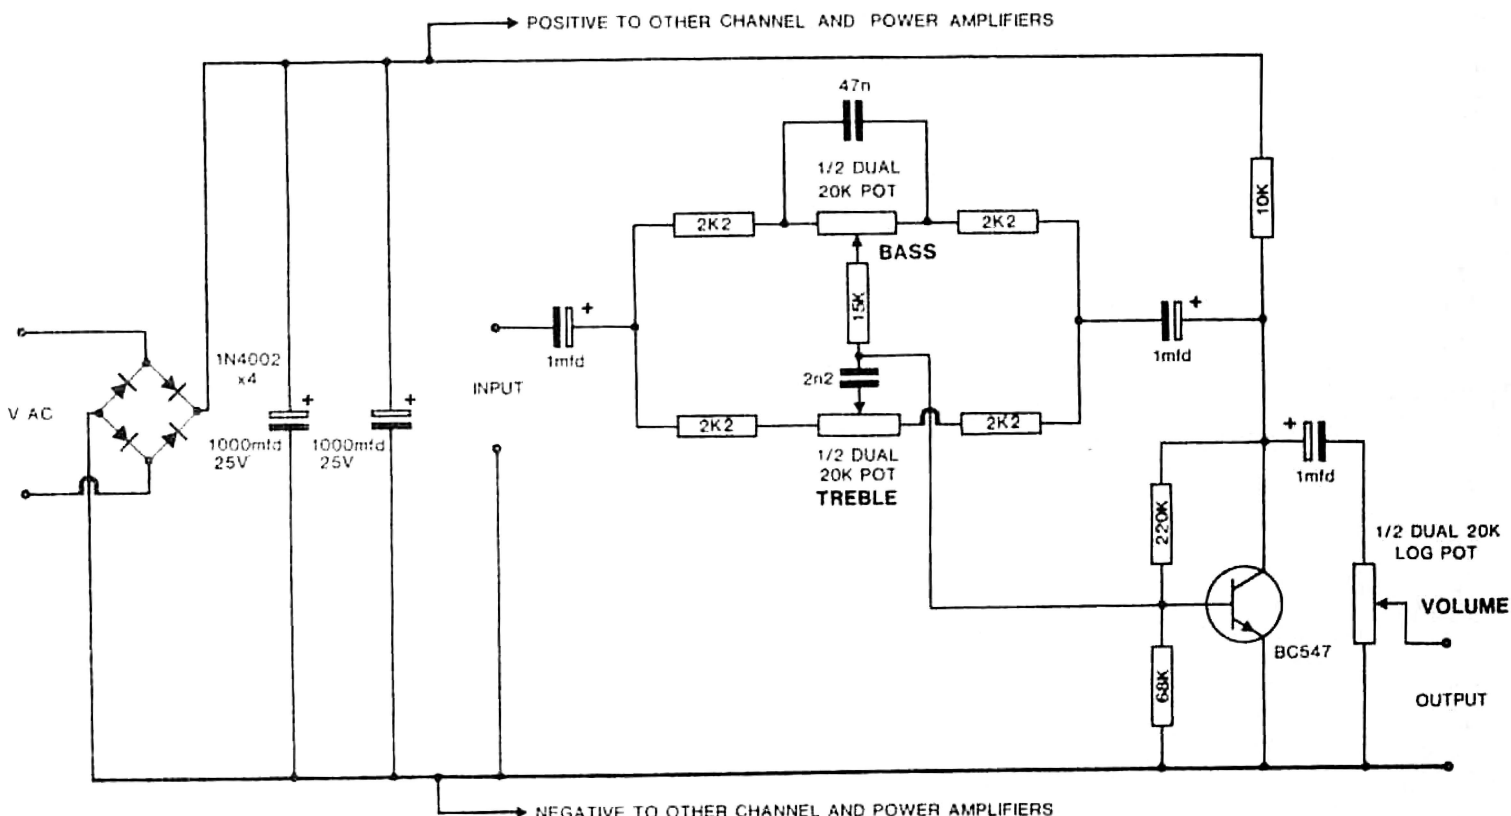 POSITIVE TO OTHER CHANNEL AND POWER AMPLIFIERS
47n
1/2 DUAL
20K POT
2K2
2K2
BASS
10K
15K
+
1mfd
+
1mfd
1N4002
x4
V AC
+
1000mfd
25V
+
1000mfd
25V
INPUT
2n2
2K2
2K2
1/2 DUAL
20K POT
TREBLE
+
1mfd
220K
1/2 DUAL 20K
LOG POT
VOLUME
BC547
68K
OUTPUT
NEGATIVE TO OTHER CHANNEL AND POWER AMPLIFIERS